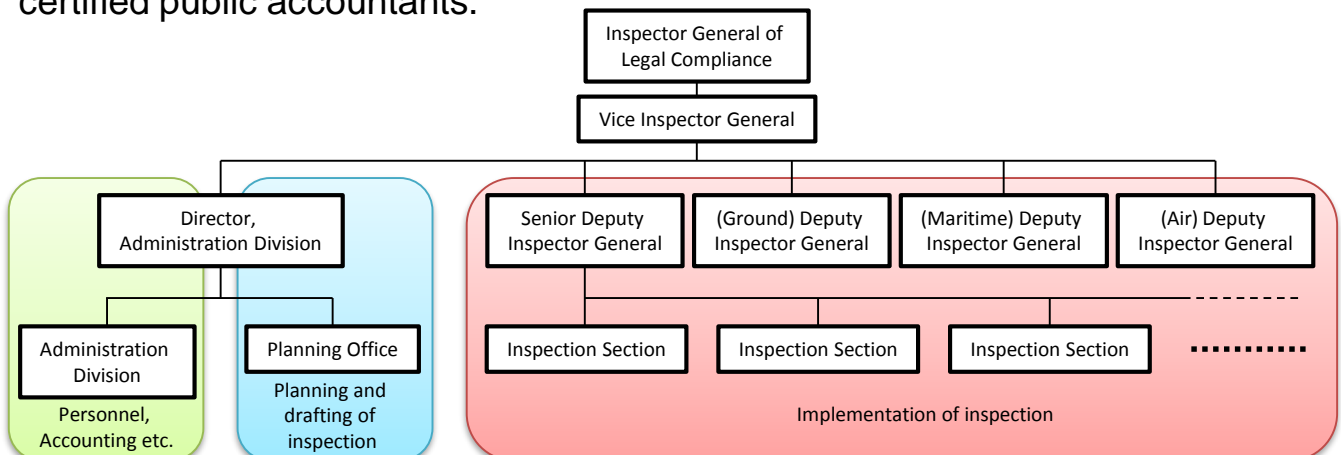 certified public accountants.
Inspector General of
Legal Compliance
Vice Inspector General
Director,
Administration Division
Senior Deputy
Inspector General
(Ground) Deputy
Inspector General
(Maritime) Deputy
Inspector General
(Air) Deputy
Inspector General
Administration
Division
Planning Office
Inspection Section
Inspection Section
Inspection Section
Personnel,
Accounting etc.
Planning and
drafting of
inspection
Implementation of inspection